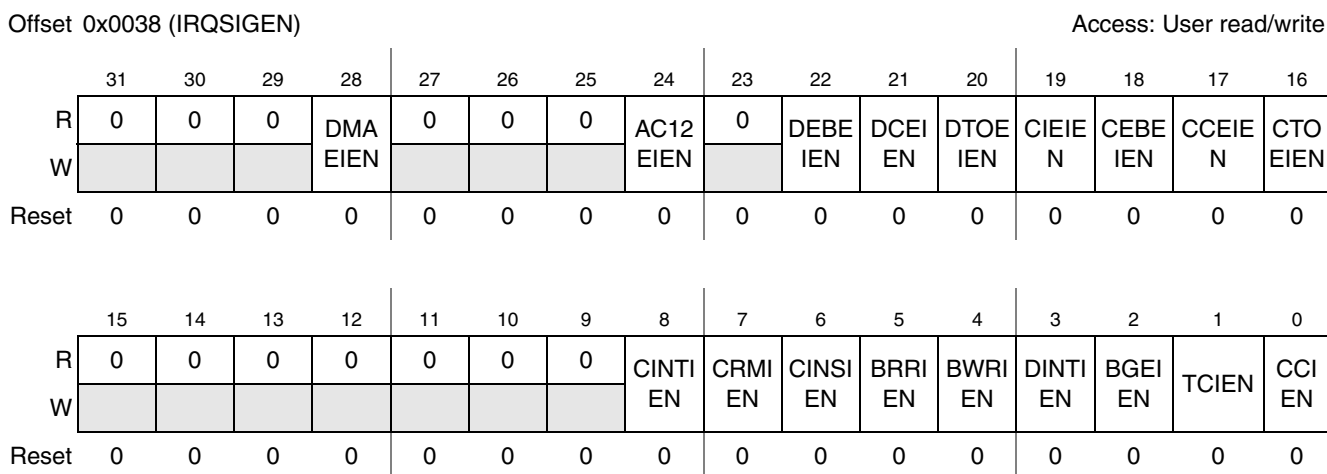 Offset 0x0038 (IRQSIGEN) Access: User read/write
31 30 29 28 27 26 25 24 23 22 21 20 19 18 17 16
R 0 0 0 DMA 0 0 0 AC12 0 DEBE DCEI DTOE CIEIE CEBE CCEIE CTO
W EIEN EIEN IEN EN IEN N IEN N EIEN
Reset 0 0 0 0 0 0 0 0 0 0 0 0 0 0 0 0
15 14 13 12 11 10 9 8 7 6 5 4 3 2 1 0
R 0 0 0 0 0 0 0 CINTI CRMI CINSI BRRI BWRI DINTI BGEI TCIEN CCI
W EN EN EN EN EN EN EN EN
Reset 0 0 0 0 0 0 0 0 0 0 0 0 0 0 0 0